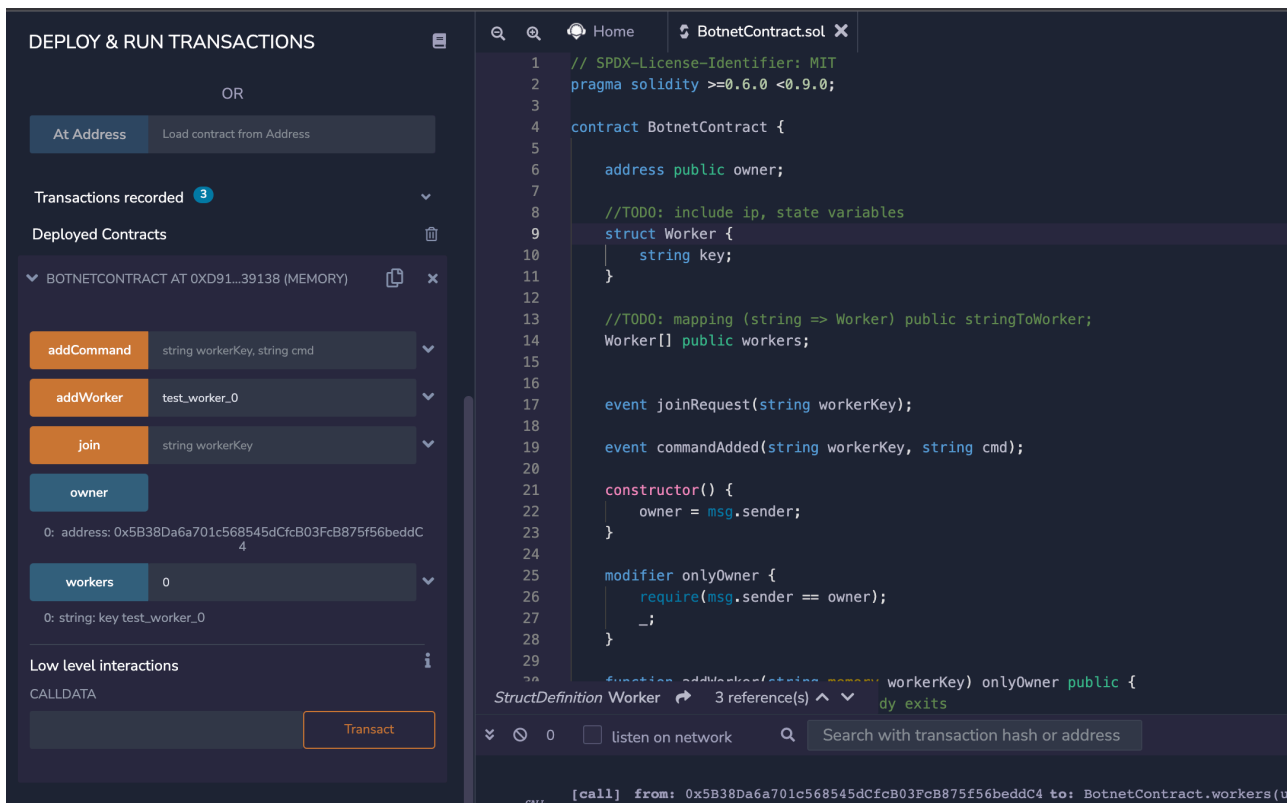 DEPLOY & RUN TRANSACTIONS
OR
At Address
Load contract from Address
Transactions recorded 3
Deployed Contracts
BOTNETCONTRACT AT 0XD91...39138 (MEMORY)
addCommand
string workerKey, string cmd
addWorker
test_worker_0
join
string workerKey
owner
0: address: 0x5B38Da6a701c568545dCfcB03FcB875f56beddC
4
workers
0
0: string: key test_worker_0
Low level interactions
i
CALLDATA
Transact
Home
BotnetContract.sol
1 // SPDX-License-Identifier: MIT
2 pragma solidity >=0.6.0 <0.9.0;
3
4 contract BotnetContract {
5
6 address public owner;
7
8 //TODO: include ip, state variables
9 struct Worker {
10 string key;
11 }
12
13 //TODO: mapping (string => Worker) public stringToWorker;
14 Worker[] public workers;
15
16
17 event joinRequest(string workerKey);
18
19 event commandAdded(string workerKey, string cmd);
20
21 constructor() {
22 owner = msg.sender;
23 }
24
25 modifier onlyOwner {
26 require(msg.sender == owner);
27 _;
28 }
29
30 function addWorker(string memory workerKey) onlyOwner public {
dy exits
StructDefinition Worker 3 reference(s)
0
listen on network
Search with transaction hash or address
[call] from: 0x5B38Da6a701c568545dCfcB03FcB875f56beddC4 to: BotnetContract.workers(u